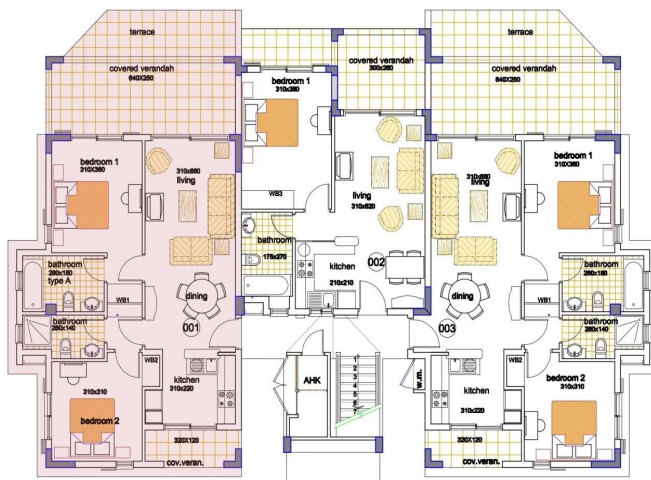 terrace
covered verandah
640X250
bedroom 1
310X360
310x680
living
bathroom
280x180
type A
WB1
dining
001
bathroom
280x140
WB2
kitchen
310x220
310x310
bedroom 2
320X120
cov.veran.
bedroom 1
310x380
WB3
covered verandah
300x260
living
310x620
bathroom
175x270
kitchen
210x210
002
AHK
1
2
3
4
5
6
7
w.m.
terrace
covered verandah
640X250
310x680
living
bedroom 1
310X360
bathroom
280x180
WB1
dining
003
bathroom
280x140
WB2
kitchen
310x220
bedroom 2
310x310
320X120
cov.veran.